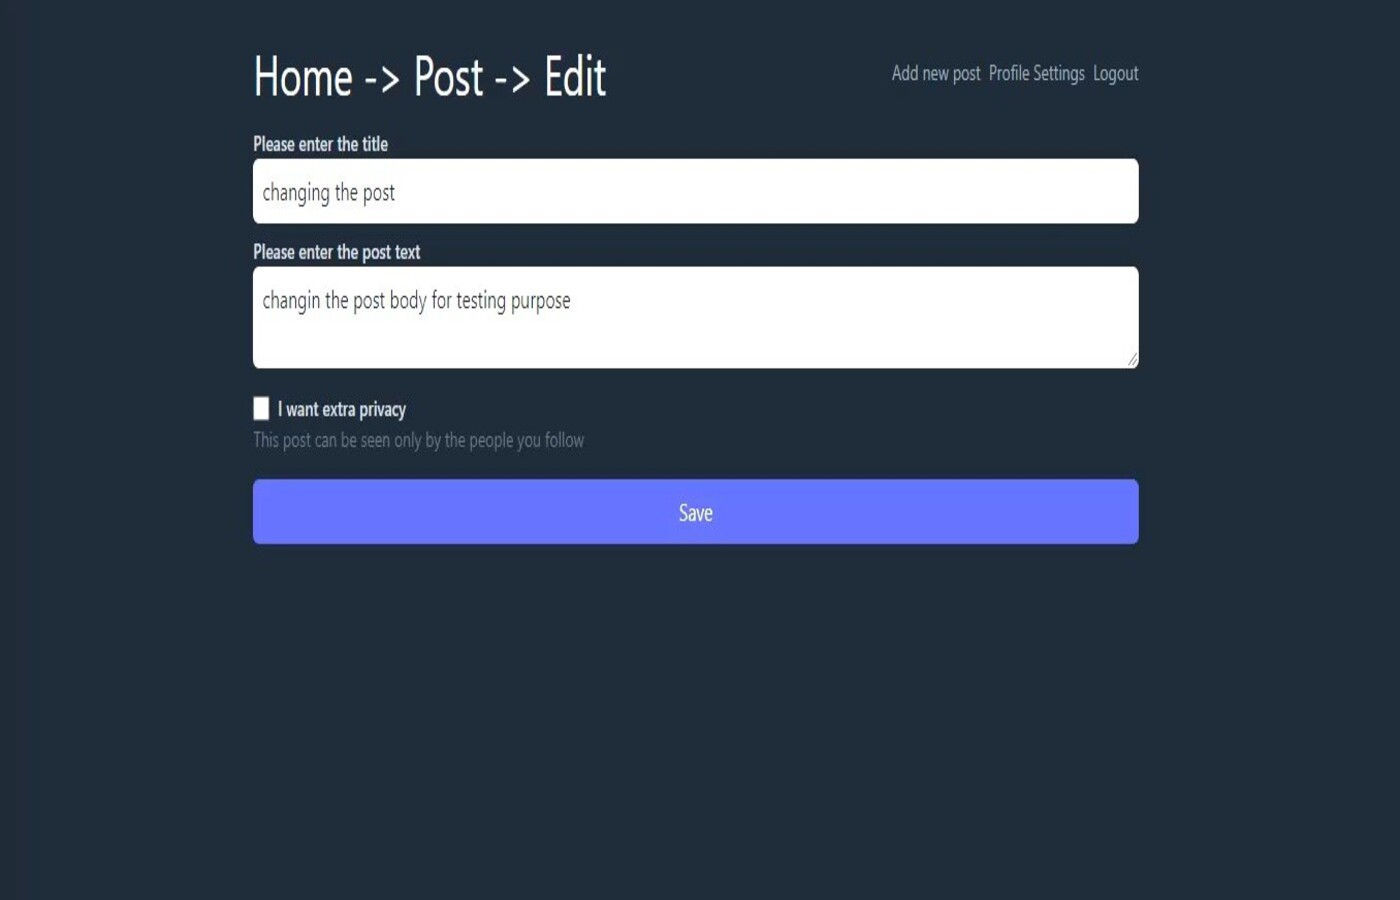 Home -> Post -> Edit
Add new post Profile Settings Logout
Please enter the title
changing the post
Please enter the post text
changin the post body for testing purpose
I want extra privacy
This post can be seen only by the people you follow
Save